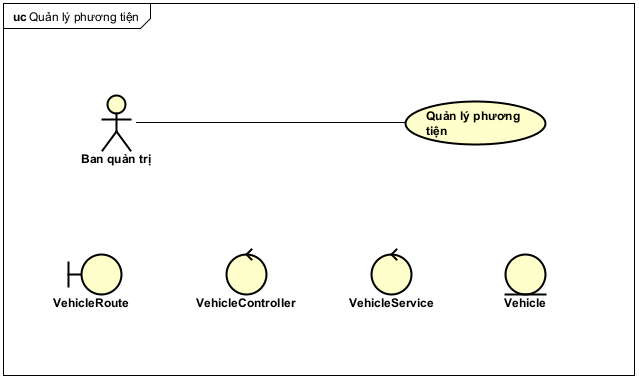 uc Quản lý phương tiện
Quản lý phương
tiện
Ban quản trị
VehicleRoute
VehicleController
VehicleService
Vehicle